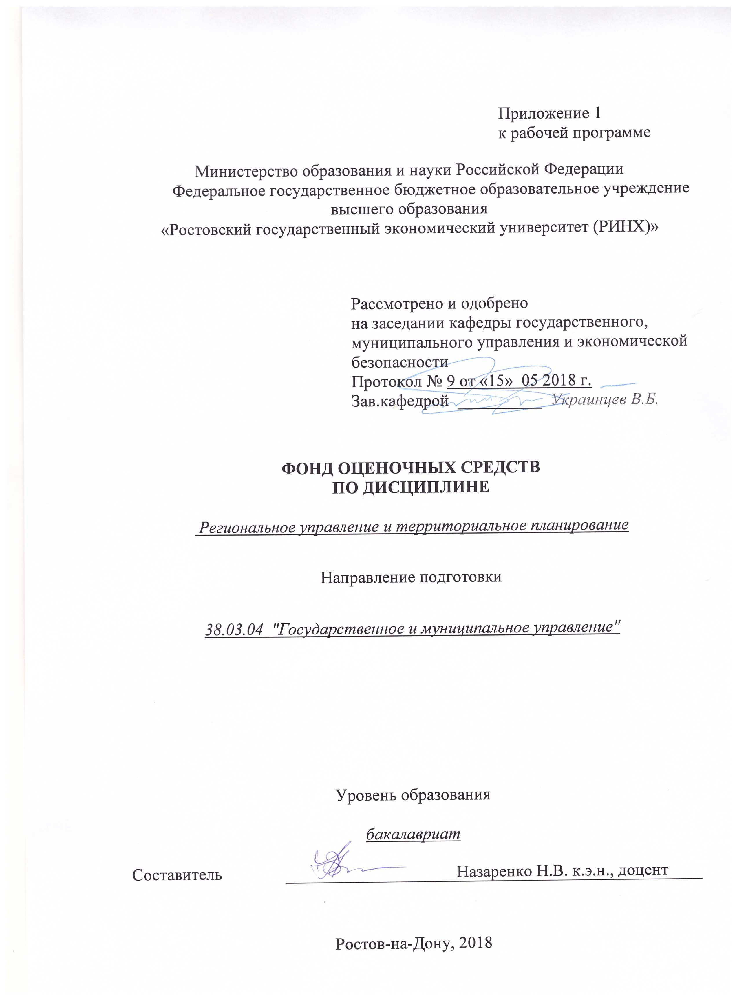 Приложение 1
к рабочей программе
Министерство образования и науки Российской Федерации
Федеральное государственное бюджетное образовательное учреждение
высшего образования
«Ростовский государственный экономический университет (РИНХ)»
Рассмотрено и одобрено
на заседании кафедры государственного,
муниципального управления и экономической
безопасности
Протокол № 9 от «15» 05 2018 г.
Зав.кафедрой __________ Украинцев В.Б.
ФОНД ОЦЕНОЧНЫХ СРЕДСТВ
ПО ДИСЦИПЛИНЕ
Региональное управление и территориальное планирование
Направление подготовки
38.03.04 "Государственное и муниципальное управление"
Уровень образования
бакалавриат
Составитель Назаренко Н.В. к.э.н., доцент
Ростов-на-Дону, 2018